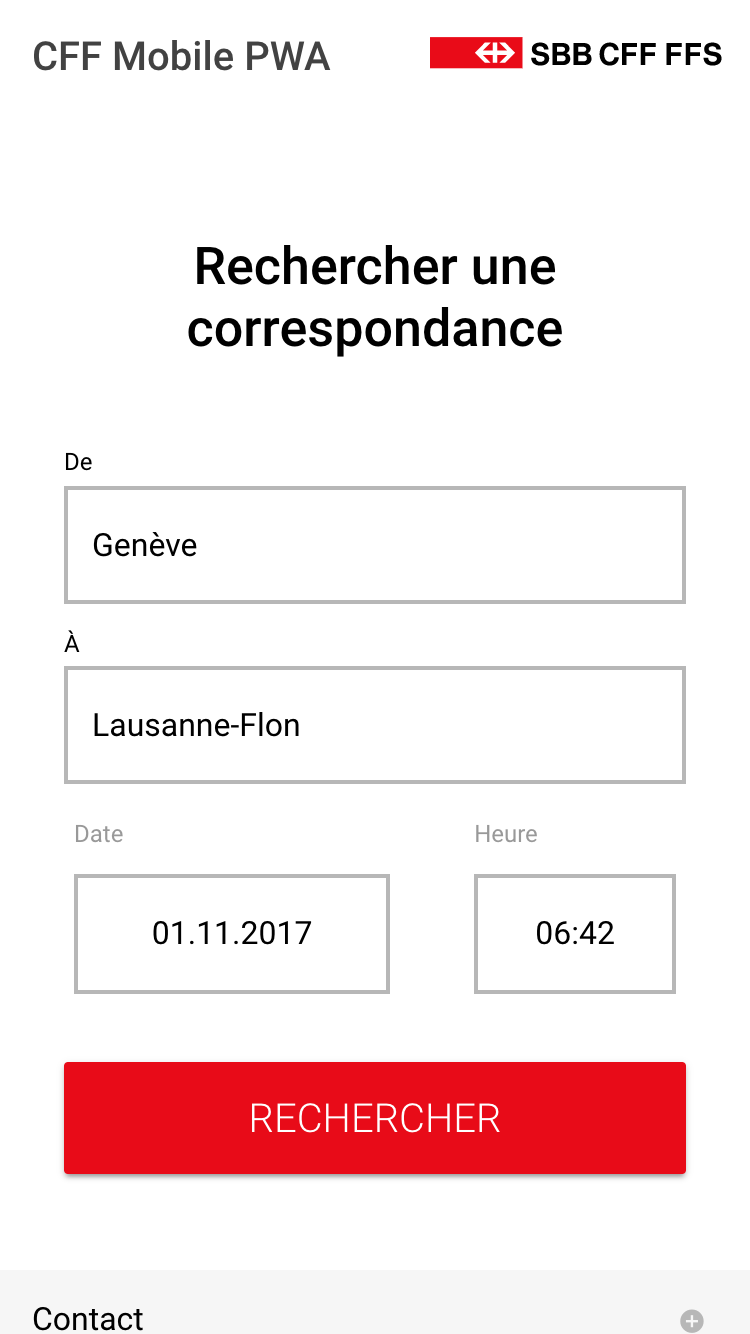 CFF Mobile PWA
SBB CFF FFS
Rechercher une
correspondance
De
Genève
À
Lausanne-Flon
Date
Heure
01.11.2017
06:42
RECHERCHER
Contact